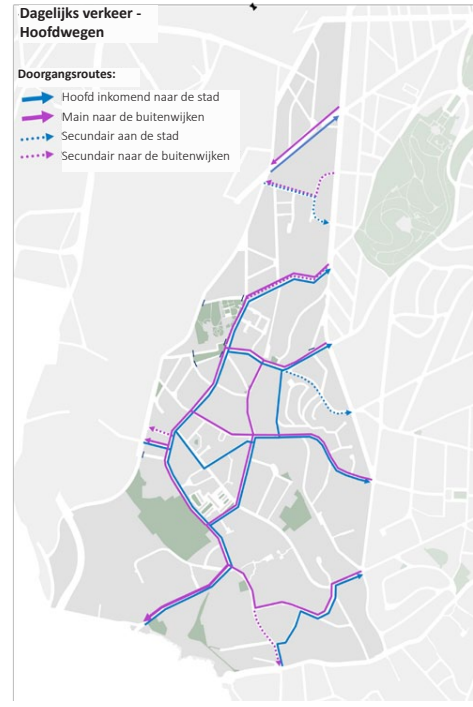 Dagelijks verkeer -
Hoofdwegen
Doorgangsroutes:
Hoofd inkomend naar de stad
Main naar de buitenwijken
Secundair aan de stad
Secundair naar de buitenwijken